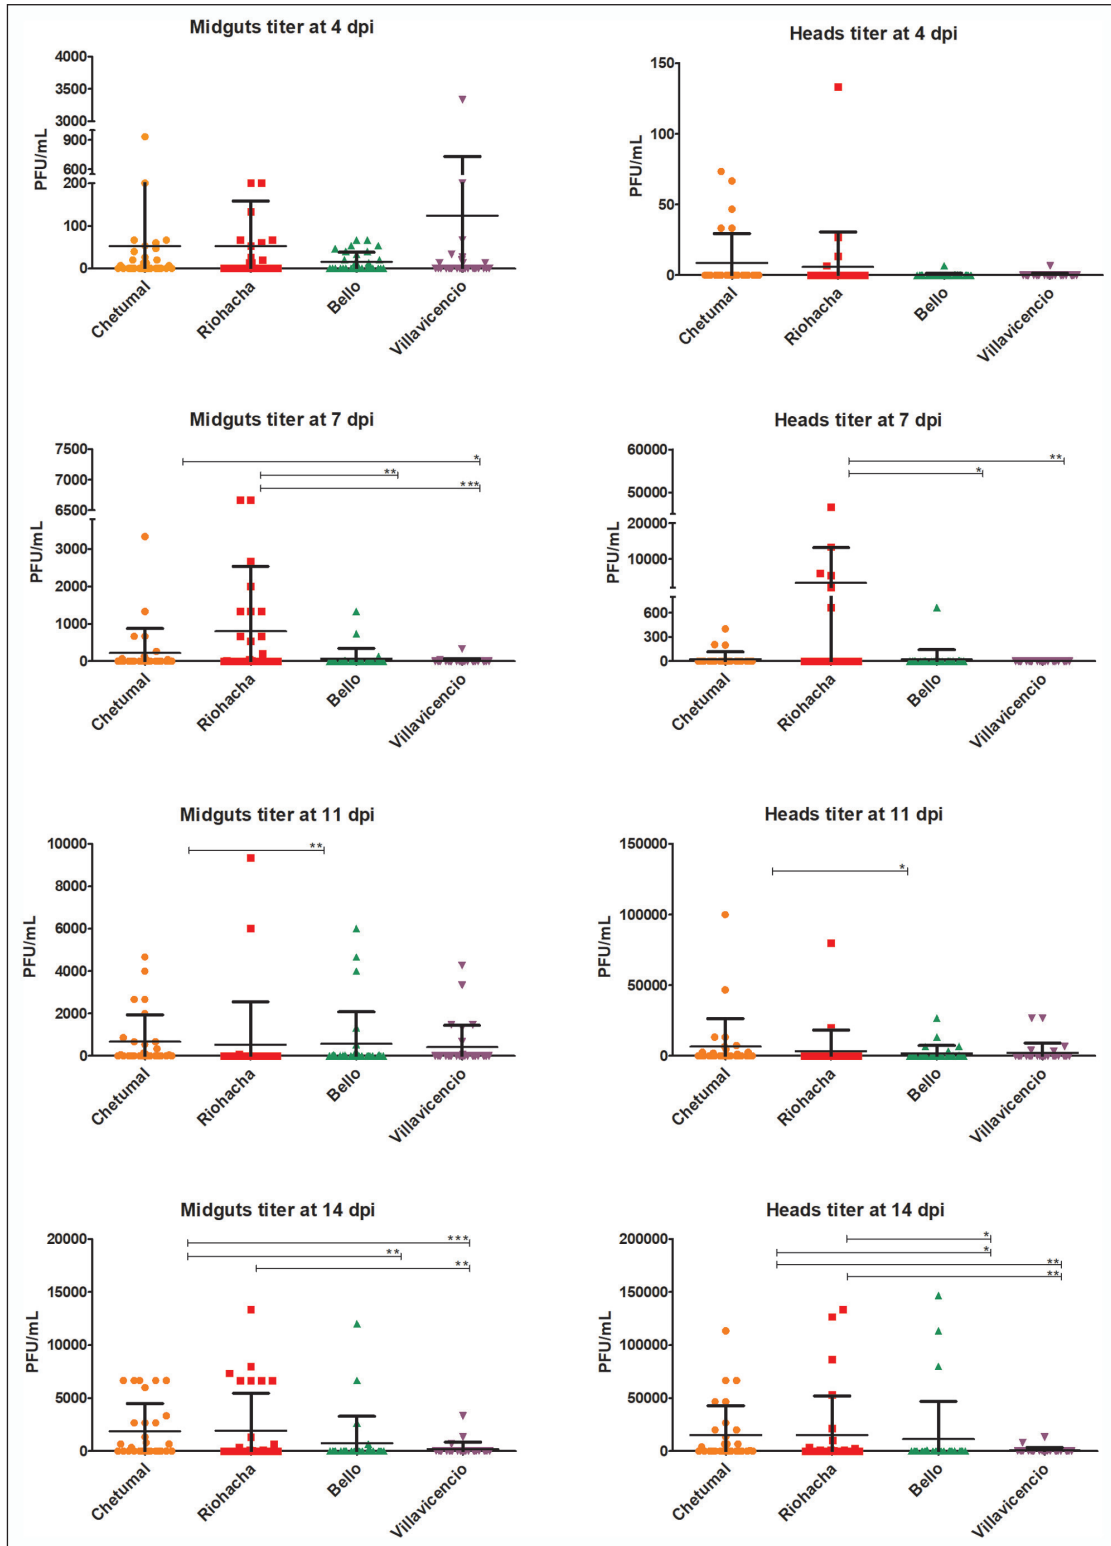 Midguts titer at 4 dpi
PFU/mL
4000
3500
3000
900
600
200
100
0
Chetumal
Riohacha
Bello
Villavicencio
Heads titer at 4 dpi
PFU/mL
150
100
50
0
Chetumal
Riohacha
Bello
Villavicencio
Midguts titer at 7 dpi
PFU/mL
7500
7000
6500
3000
2000
1000
0
*
**
***
Chetumal
Riohacha
Bello
Villavicencio
Heads titer at 7 dpi
PFU/mL
60000
50000
20000
10000
600
300
0
**
*
Chetumal
Riohacha
Bello
Villavicencio
Midguts titer at 11 dpi
PFU/mL
10000
8000
6000
4000
2000
0
**
Chetumal
Riohacha
Bello
Villavicencio
Heads titer at 11 dpi
PFU/mL
150000
100000
50000
0
*
Chetumal
Riohacha
Bello
Villavicencio
Midguts titer at 14 dpi
PFU/mL
20000
15000
10000
5000
0
***
**
**
Chetumal
Riohacha
Bello
Villavicencio
Heads titer at 14 dpi
PFU/mL
200000
150000
100000
50000
0
*
*
**
**
Chetumal
Riohacha
Bello
Villavicencio